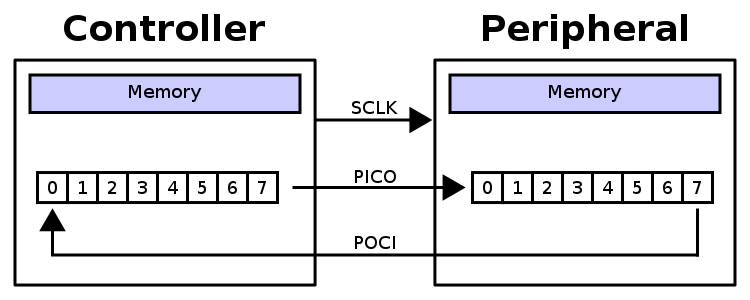 Controller
Peripheral
Memory
Memory
SCLK
0 1 2 3 4 5 6 7
PICO
0 1 2 3 4 5 6 7
POCI